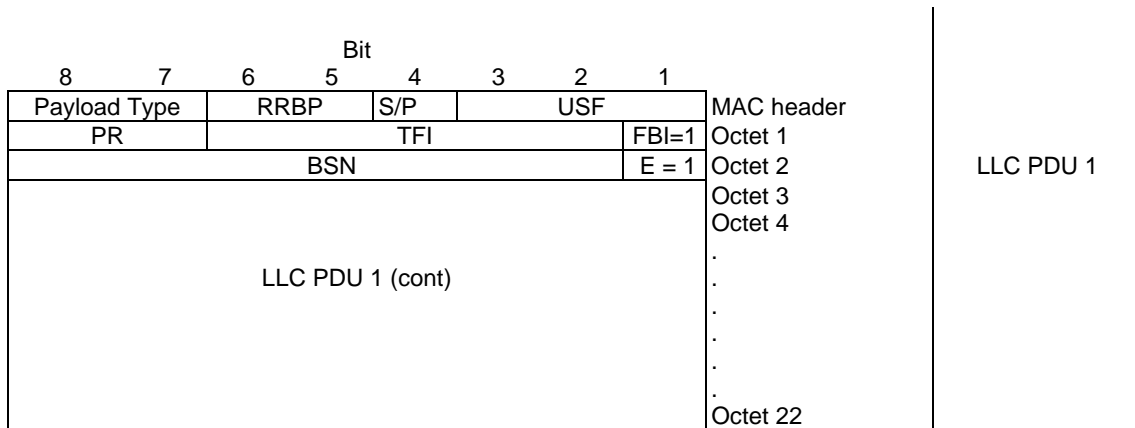 Bit
8 7 6 5 4 3 2 1
Payload Type RRBP S/P USF MAC header
PR TFI FBI=1 Octet 1
BSN E = 1 Octet 2 LLC PDU 1
Octet 3
Octet 4
.
LLC PDU 1 (cont) .
.
.
.
.
Octet 22